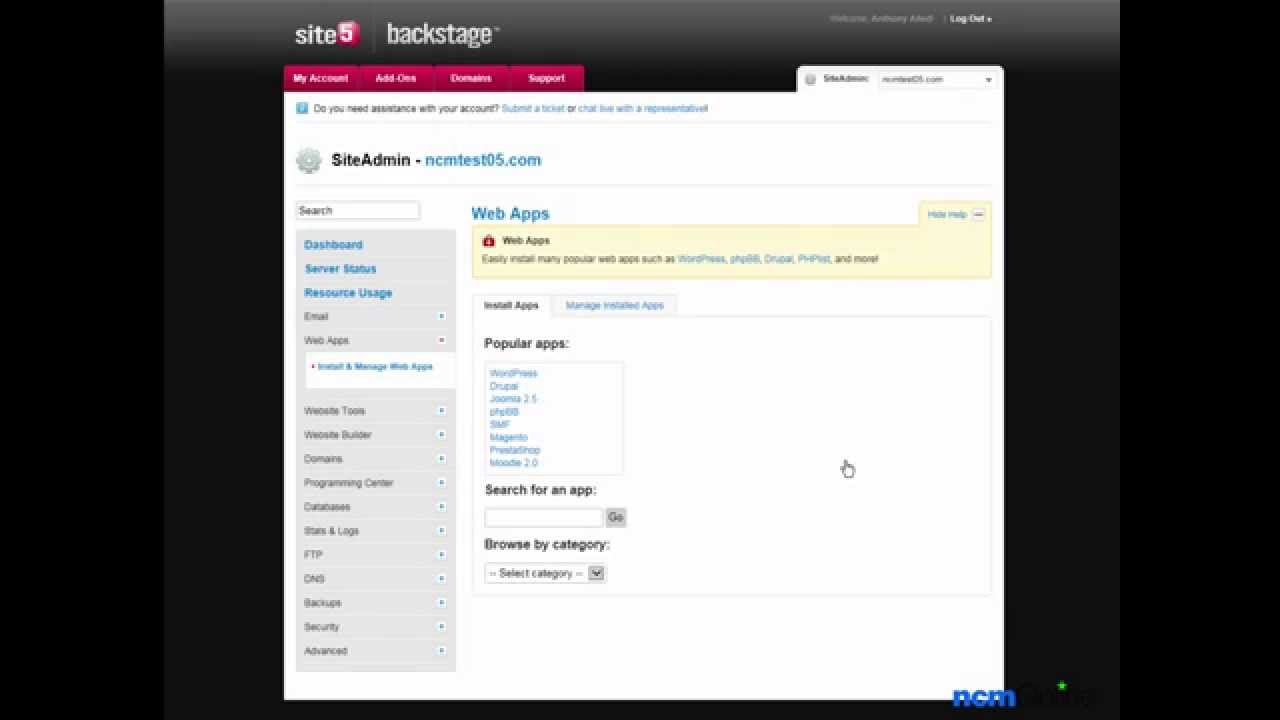 site5 backstage™
Welcome, Anthony Ailed! | Log Out
My Account Add-Ons Domains Support
SiteAdmin: ncmtest05.com
Do you need assistance with your account? Submit a ticket or chat live with a representative!
SiteAdmin - ncmtest05.com
Search
Dashboard
Server Status
Resource Usage
Email
Web Apps
Install & Manage Web Apps
Website Tools
Website Builder
Domains
Programming Center
Databases
Stats & Logs
FTP
DNS
Backups
Security
Advanced
Web Apps
Hide Help
Web Apps
Easily install many popular web apps such as WordPress, phpBB, Drupal, PHPlist, and more!
Install Apps Manage Installed Apps
Popular apps:
WordPress
Drupal
Joomla 2.5
phpBB
SMF
Magento
PrestaShop
Moodle 2.0
Search for an app:
Go
Browse by category:
-- Select category --
ncm